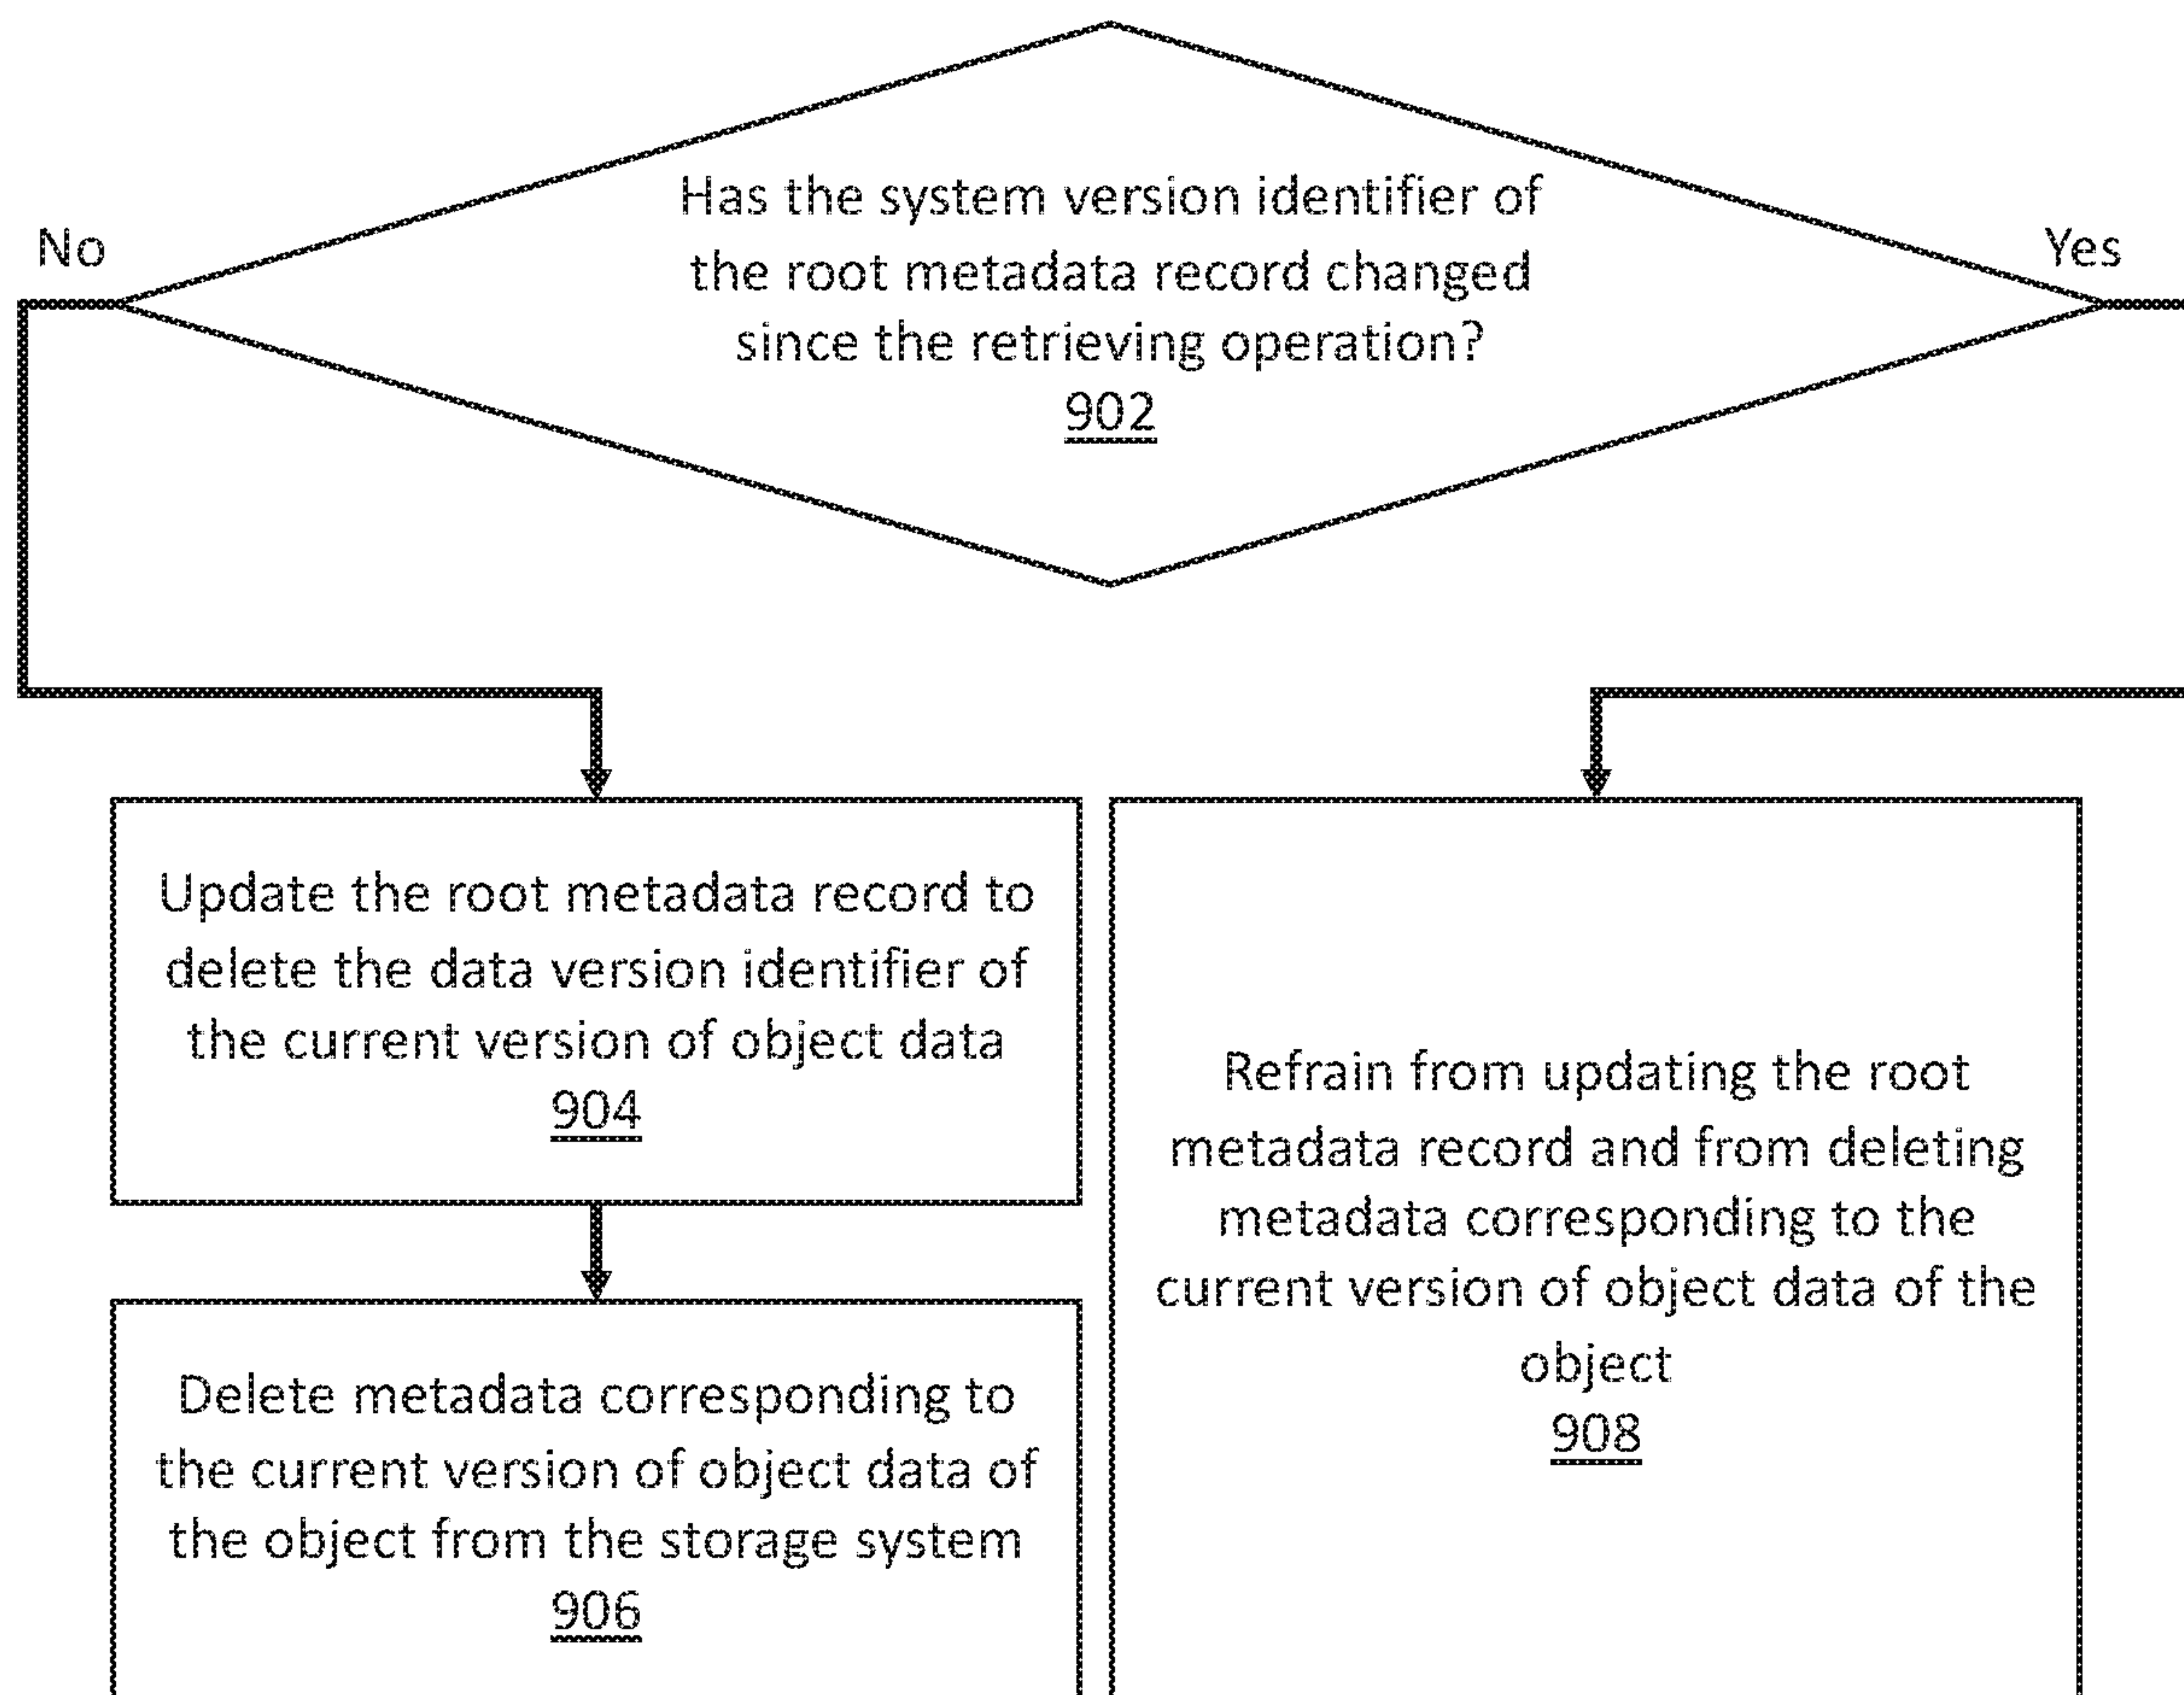 Has the system version identifier of
the root metadata record changed
since the retrieving operation?
902
No
Yes
Update the root metadata record to
delete the data version identifier of
the current version of object data
904
Delete metadata corresponding to
the current version of object data of
the object from the storage system
906
Refrain from updating the root
metadata record and from deleting
metadata corresponding to the
current version of object data of the
object
908